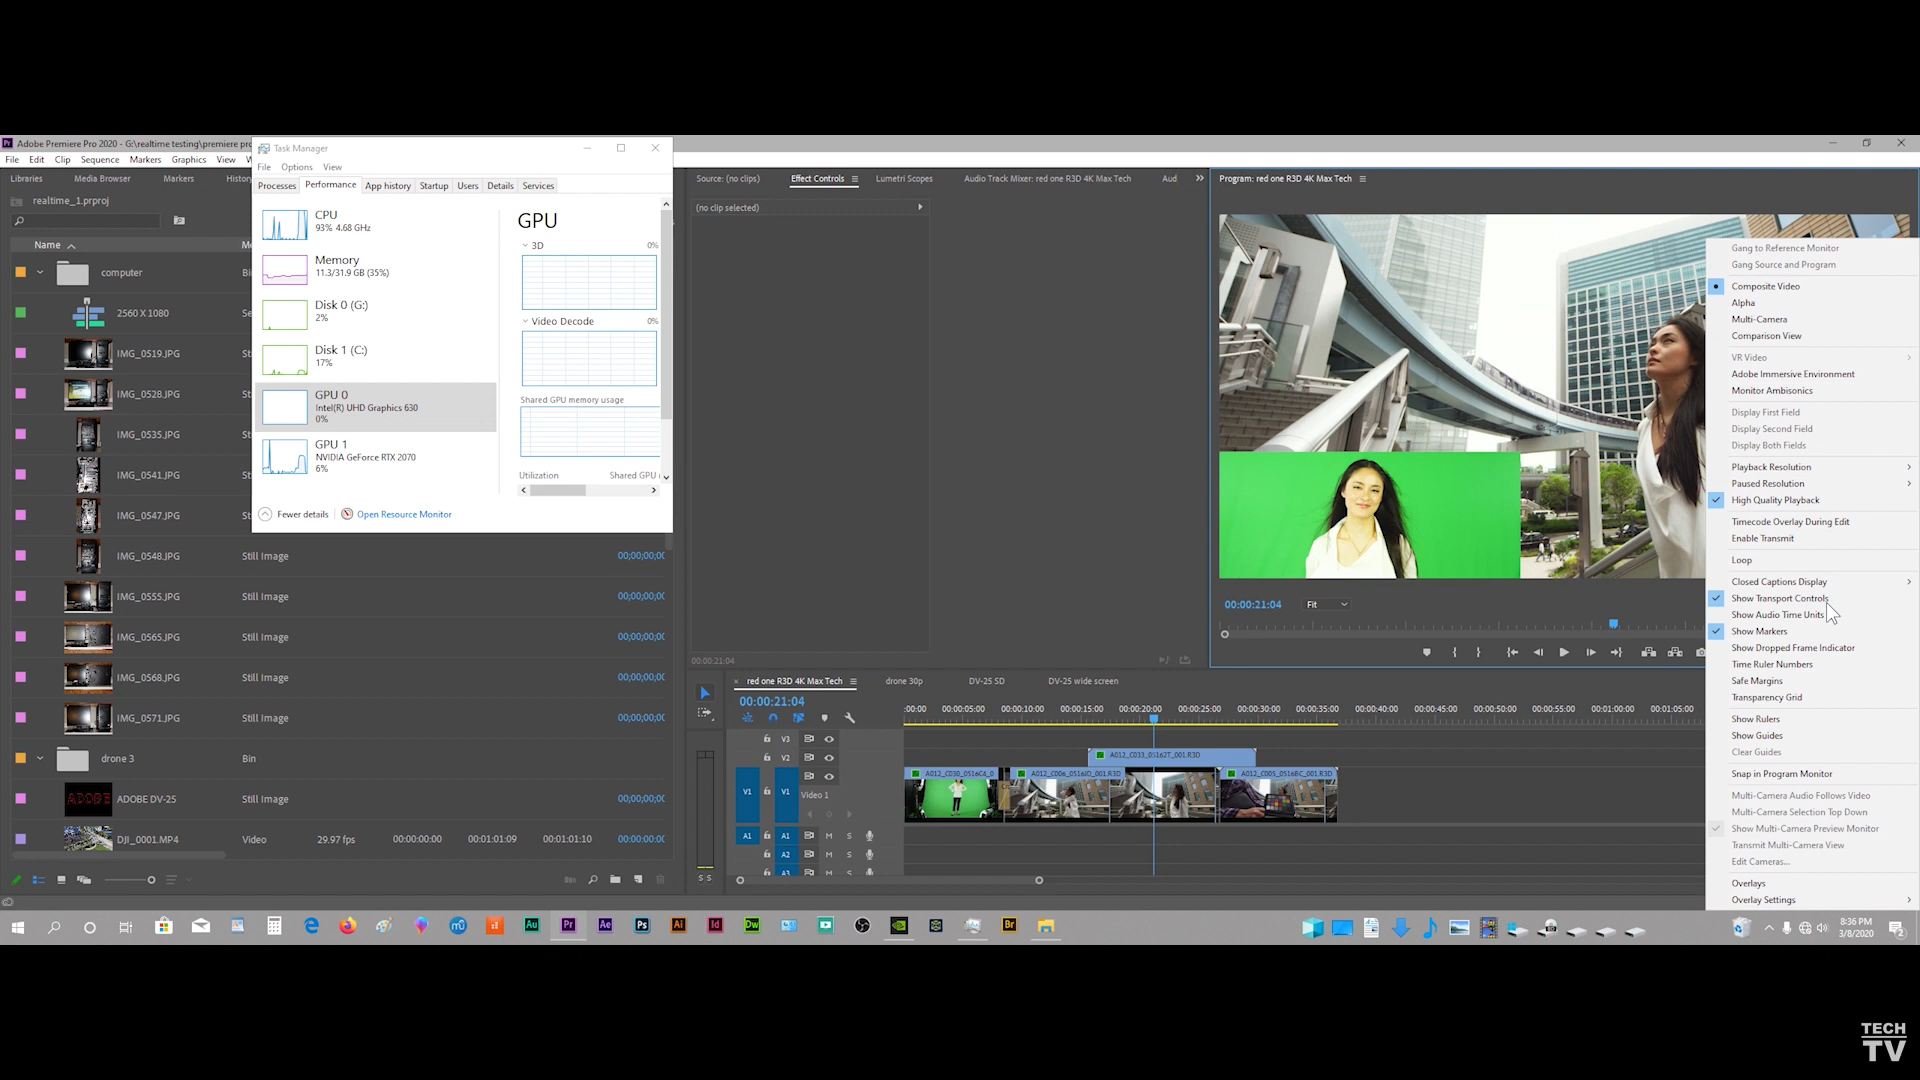 Adobe Premiere Pro 2020 - G:\realtime testing\premiere pro
File Edit Clip Sequence Markers Graphics View W
Libraries Media Browser Markers History
realtime_1.prproj
Name
computer Bi
2560 X 1080 Se
IMG_0519.JPG St
IMG_0528.JPG St
IMG_0535.JPG St
IMG_0541.JPG St
IMG_0547.JPG St
IMG_0548.JPG Still Image 00;00;00;0
IMG_0555.JPG Still Image 00;00;00;0
IMG_0565.JPG Still Image 00;00;00;0
IMG_0568.JPG Still Image 00;00;00;0
IMG_0571.JPG Still Image 00;00;00;0
drone 3 Bin
ADOBE DV-25 Still Image 00;00;00;0
DJI_0001.MP4 Video 29.97 fps 00:00:00:00 00:01:01:09 00:01:01:10 00:00:00:0
Task Manager
File Options View
Processes Performance App history Startup Users Details Services
CPU
93% 4.68 GHz
Memory
11.3/31.9 GB (35%)
Disk 0 (G:)
2%
Disk 1 (C:)
17%
GPU 0
Intel(R) UHD Graphics 630
0%
GPU 1
NVIDIA GeForce RTX 2070
6%
GPU
3D 0%
Video Decode 0%
Shared GPU memory usage
Utilization Shared GPU
Fewer details Open Resource Monitor
Source: (no clips) Effect Controls Lumetri Scopes Audio Track Mixer: red one R3D 4K Max Tech Aud
(no clip selected)
00:00:21:04
Program: red one R3D 4K Max Tech
00:00:21:04 Fit
Gang to Reference Monitor
Gang Source and Program
Composite Video
Alpha
Multi-Camera
Comparison View
VR Video
Adobe Immersive Environment
Monitor Ambisonics
Display First Field
Display Second Field
Display Both Fields
Playback Resolution
Paused Resolution
High Quality Playback
Timecode Overlay During Edit
Enable Transmit
Loop
Closed Captions Display
Show Transport Controls
Show Audio Time Units
Show Markers
Show Dropped Frame Indicator
Time Ruler Numbers
Safe Margins
Transparency Grid
Show Rulers
Show Guides
Clear Guides
Snap in Program Monitor
Multi-Camera Audio Follows Video
Multi-Camera Selection Top Down
Show Multi-Camera Preview Monitor
Transmit Multi-Camera View
Edit Cameras...
Overlays
Overlay Settings
red one R3D 4K Max Tech drone 30p DV-25 SD DV-25 wide screen
00:00:21:04
:00:00 00:00:05:00 00:00:10:00 00:00:15:00 00:00:20:00 00:00:25:00 00:00:30:00 00:00:35:00 00:00:40:00 00:00:45:00 00:00:50:00 00:00:55:00 00:01:00:00 00:01:05:00
V3
V2 A012_C033_05162T_001.R3D
A012_C030_0516C4_0 A012_C006_0516JD_001.R3D A012_C005_0516BC_001.R3D
V1 V1 Video 1
A1 A1 M S
A2 M S
A3 M S
S S
Au Pr Ae Ps Ai Id Dw Br
8:36 PM
3/8/2020
2
TECH
TV